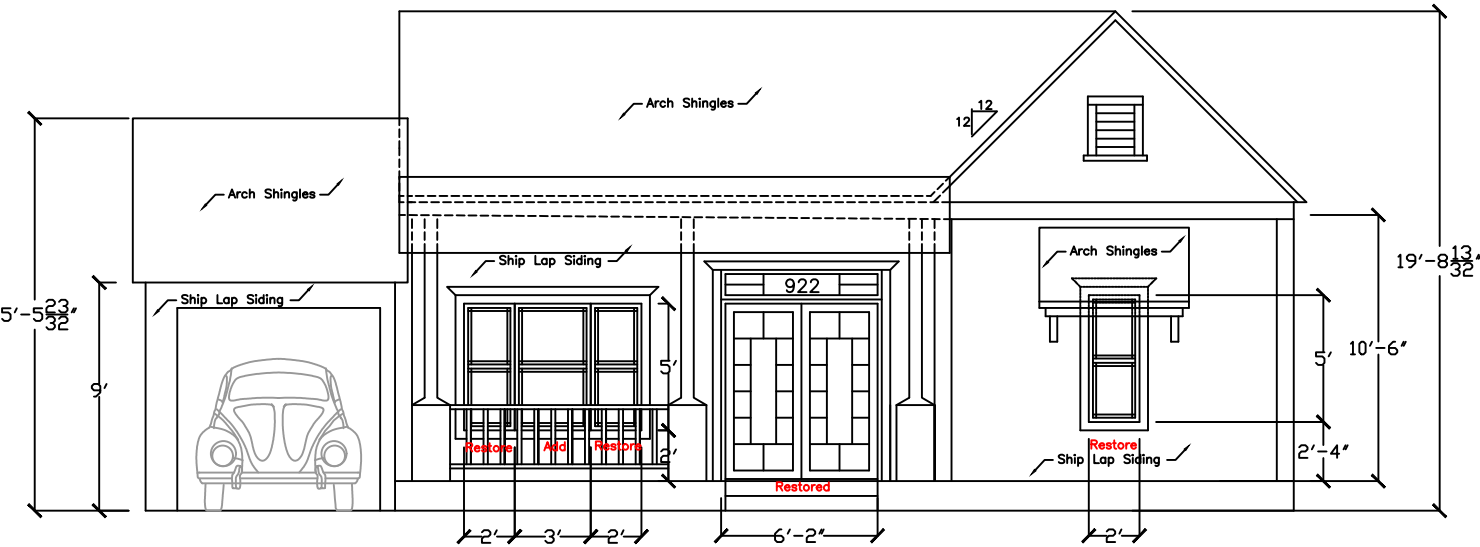 Arch Shingles
12
12
Arch Shingles
Arch Shingles
Ship Lap Siding
922
Ship Lap Siding
19'-8 13/32"
5'-5 23/32"
9'
5'
5'
10'-6"
Restore
Add
Restore
2'
Restore
2'-4"
Ship Lap Siding
Restored
2'
3'
2'
6'-2"
2'